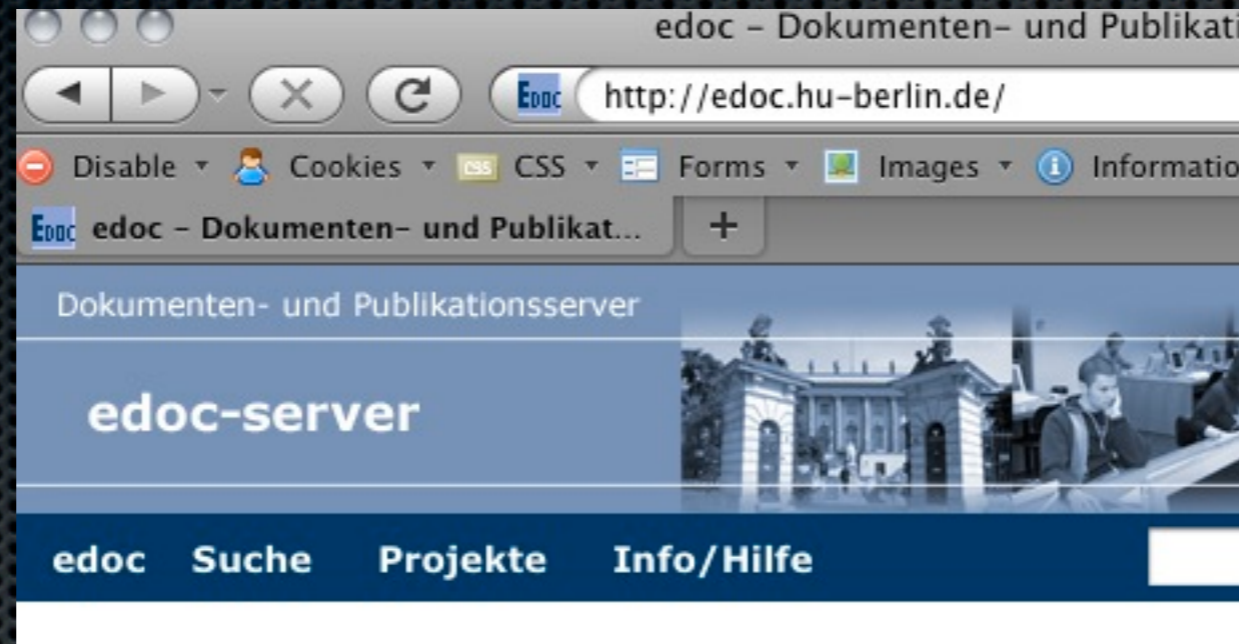 edoc – Dokumenten– und Publikati
Edoc http://edoc.hu-berlin.de/
Disable Cookies CSS CSS Forms Images Informatio
Edoc edoc – Dokumenten– und Publikat... +
Dokumenten- und Publikationsserver
edoc-server
edoc Suche Projekte Info/Hilfe